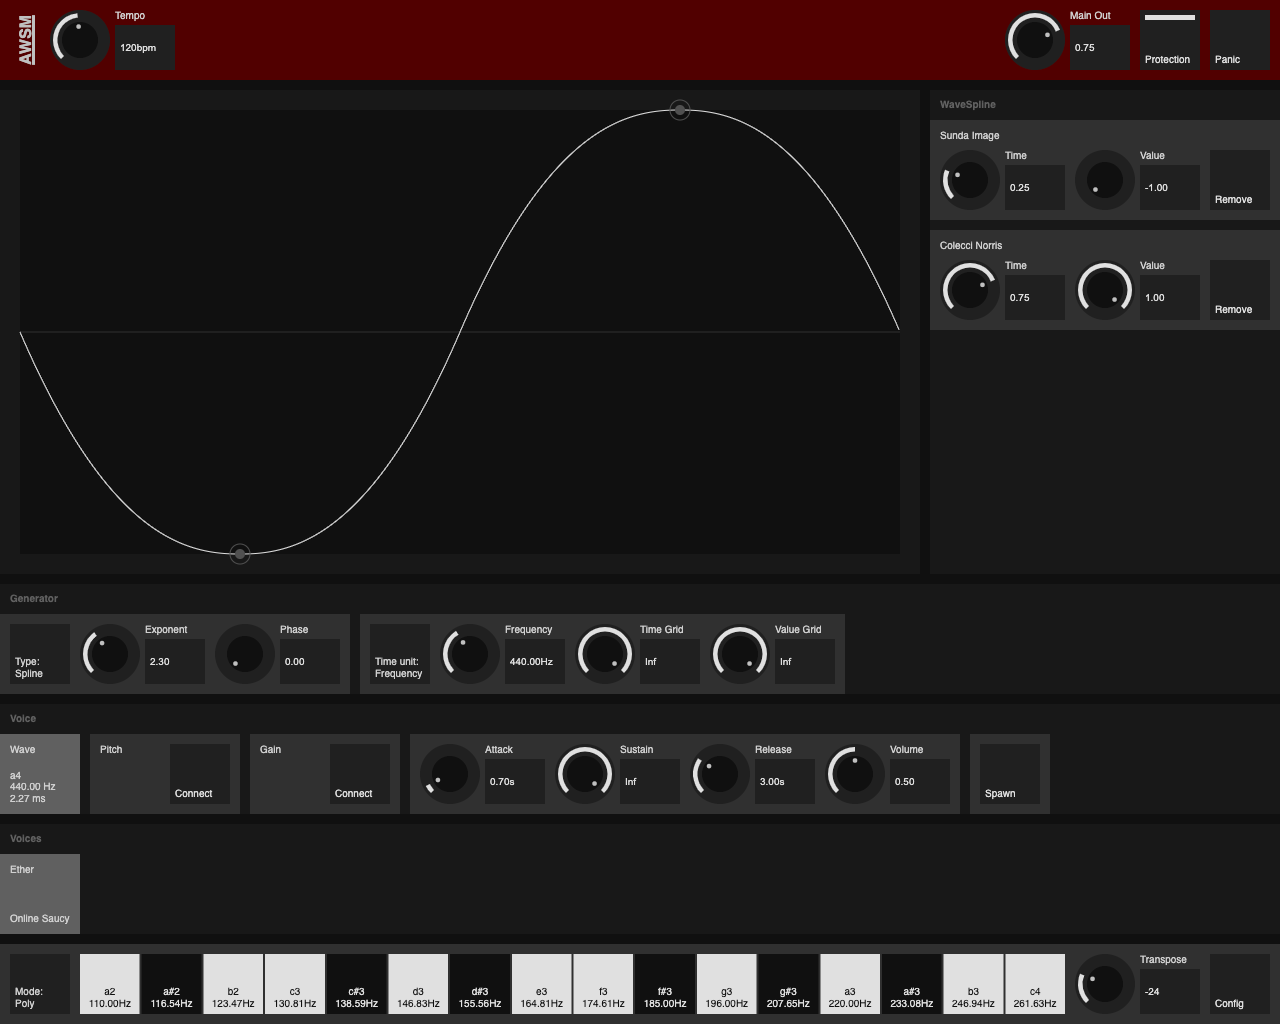 AWSM
Tempo
120bpm
Main Out
0.75
Protection
Panic
WaveSpline
Sunda Image
Time
0.25
Value
-1.00
Remove
Colecci Norris
Time
0.75
Value
1.00
Remove
Generator
Type:
Spline
Exponent
2.30
Phase
0.00
Time unit:
Frequency
Frequency
440.00Hz
Time Grid
Inf
Value Grid
Inf
Voice
Wave
a4
440.00 Hz
2.27 ms
Pitch
Connect
Gain
Connect
Attack
0.70s
Sustain
Inf
Release
3.00s
Volume
0.50
Spawn
Voices
Ether
Online Saucy
Mode:
Poly
a2
110.00Hz
a#2
116.54Hz
b2
123.47Hz
c3
130.81Hz
c#3
138.59Hz
d3
146.83Hz
d#3
155.56Hz
e3
164.81Hz
f3
174.61Hz
f#3
185.00Hz
g3
196.00Hz
g#3
207.65Hz
a3
220.00Hz
a#3
233.08Hz
b3
246.94Hz
c4
261.63Hz
Transpose
-24
Config